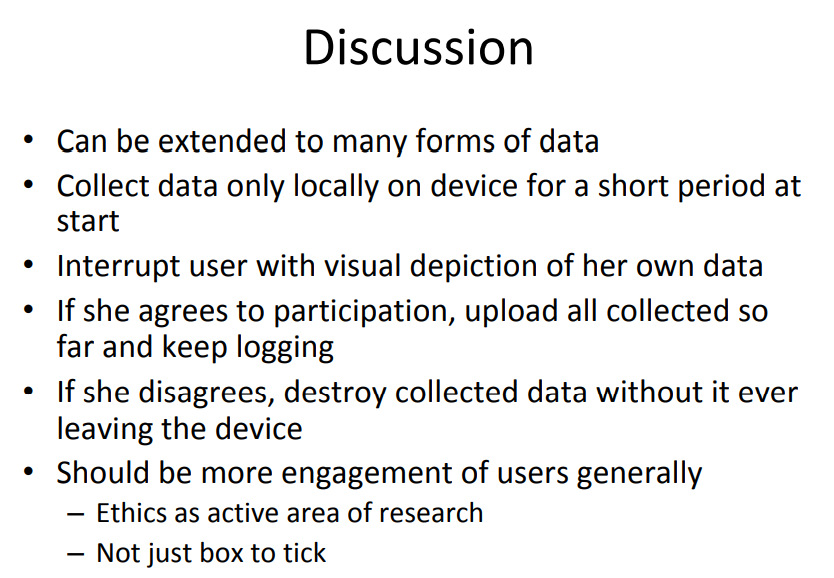 Discussion
• Can be extended to many forms of data
• Collect data only locally on device for a short period at
start
• Interrupt user with visual depiction of her own data
• If she agrees to participation, upload all collected so
far and keep logging
• If she disagrees, destroy collected data without it ever
leaving the device
• Should be more engagement of users generally
– Ethics as active area of research
– Not just box to tick